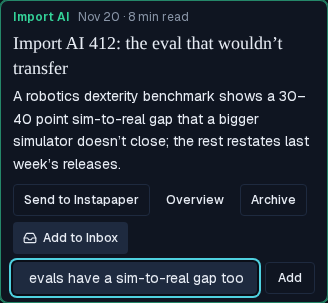 Import AI Nov 20 · 8 min read
Import AI 412: the eval that wouldn’t
transfer
A robotics dexterity benchmark shows a 30–
40 point sim-to-real gap that a bigger
simulator doesn’t close; the rest restates last
week’s releases.
Send to Instapaper Overview Archive
Add to Inbox
evals have a sim-to-real gap too Add